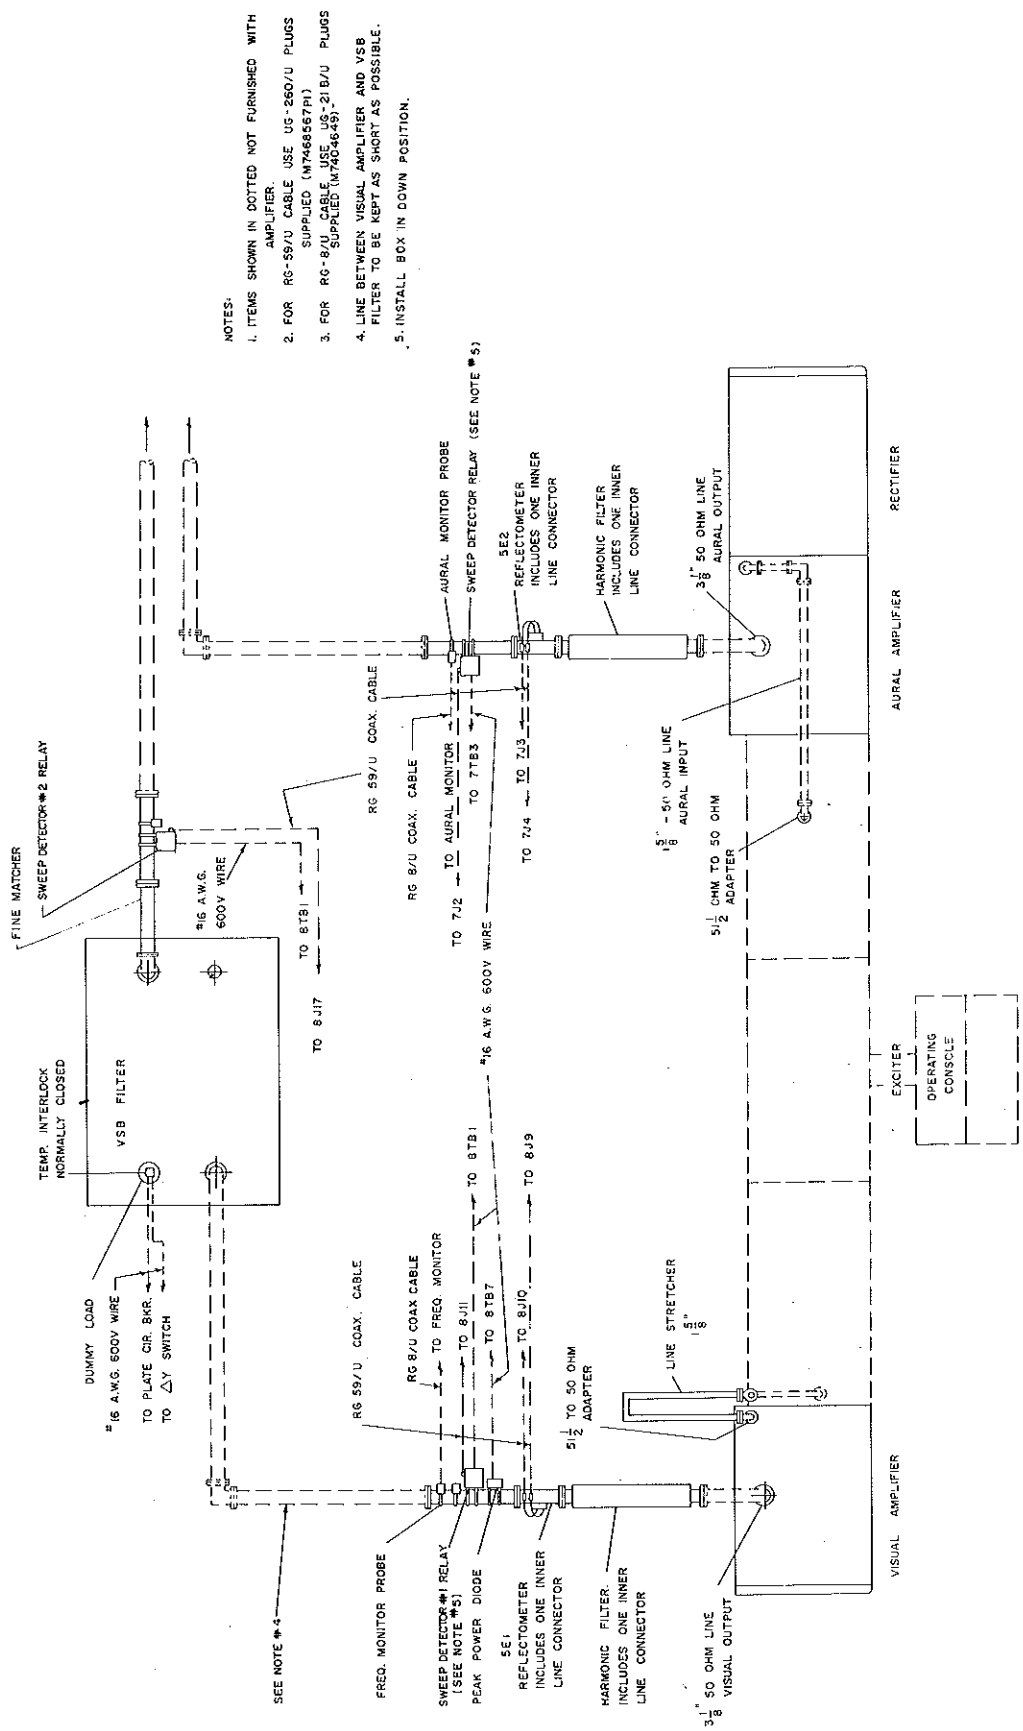 NOTES:
1. ITEMS SHOWN IN DOTTED NOT FURNISHED WITH
AMPLIFIER.
2. FOR RG-59/U CABLE USE UG-260/U PLUGS
SUPPLIED (M7468567P1)
3. FOR RG-8/U CABLE USE UG-21B/U PLUGS
SUPPLIED (M7404649).
4. LINE BETWEEN VISUAL AMPLIFIER AND VSB
FILTER TO BE KEPT AS SHORT AS POSSIBLE.
5. INSTALL BOX IN DOWN POSITION.
FINE MATCHER
SWEEP DETECTOR #2 RELAY
#16 A.W.G.
600V WIRE
TO 8TB1
TO 8J17
TEMP. INTERLOCK
NORMALLY CLOSED
VSB FILTER
DUMMY LOAD
#16 A.W.G. 600V WIRE
TO PLATE CIR. BKR.
TO △Y SWITCH
SEE NOTE #4
RG 59/U COAX. CABLE
RG 8/U COAX. CABLE
TO 7J2
TO AURAL MONITOR
TO 7TB3
TO 7J4
TO 7J3
AURAL MONITOR PROBE
SWEEP DETECTOR RELAY (SEE NOTE #5)
5E2
REFLECTOMETER
INCLUDES ONE INNER
LINE CONNECTOR
HARMONIC FILTER
INCLUDES ONE INNER
LINE CONNECTOR
3 1/8" 50 OHM LINE
AURAL OUTPUT
#16 A.W.G. 600V WIRE
RG 8/U COAX CABLE
TO FREQ. MONITOR
RG 59/U COAX. CABLE
TO 8J11
TO 8TB1
TO 8TB7
TO 8J10
TO 8J9
FREQ. MONITOR PROBE
SWEEP DETECTOR #1 RELAY
(SEE NOTE #5)
PEAK POWER DIODE
5E1
REFLECTOMETER
INCLUDES ONE INNER
LINE CONNECTOR
HARMONIC FILTER.
INCLUDES ONE INNER
LINE CONNECTOR
3 1/8" 50 OHM LINE
VISUAL OUTPUT
51 1/2 TO 50 OHM
ADAPTER
LINE STRETCHER
1 5/8"
1 5/8" - 50 OHM LINE
AURAL INPUT
51 1/2 OHM TO 50 OHM
ADAPTER
VISUAL AMPLIFIER
EXCITER
AURAL AMPLIFIER
RECTIFIER
OPERATING
CONSOLE